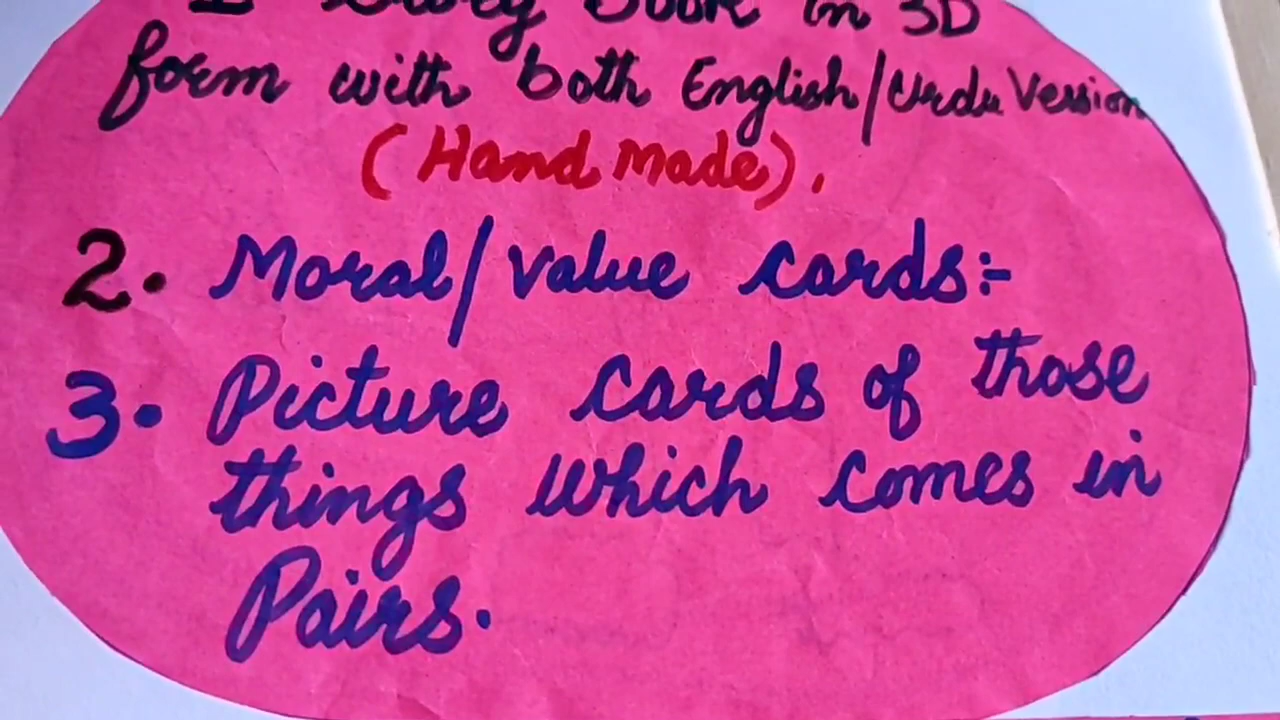 Story Book in 3D
form with both English/Urdu Version
(Hand made).
2. Moral/value cards:-
3. Picture cards of those
things which comes in
Pairs.